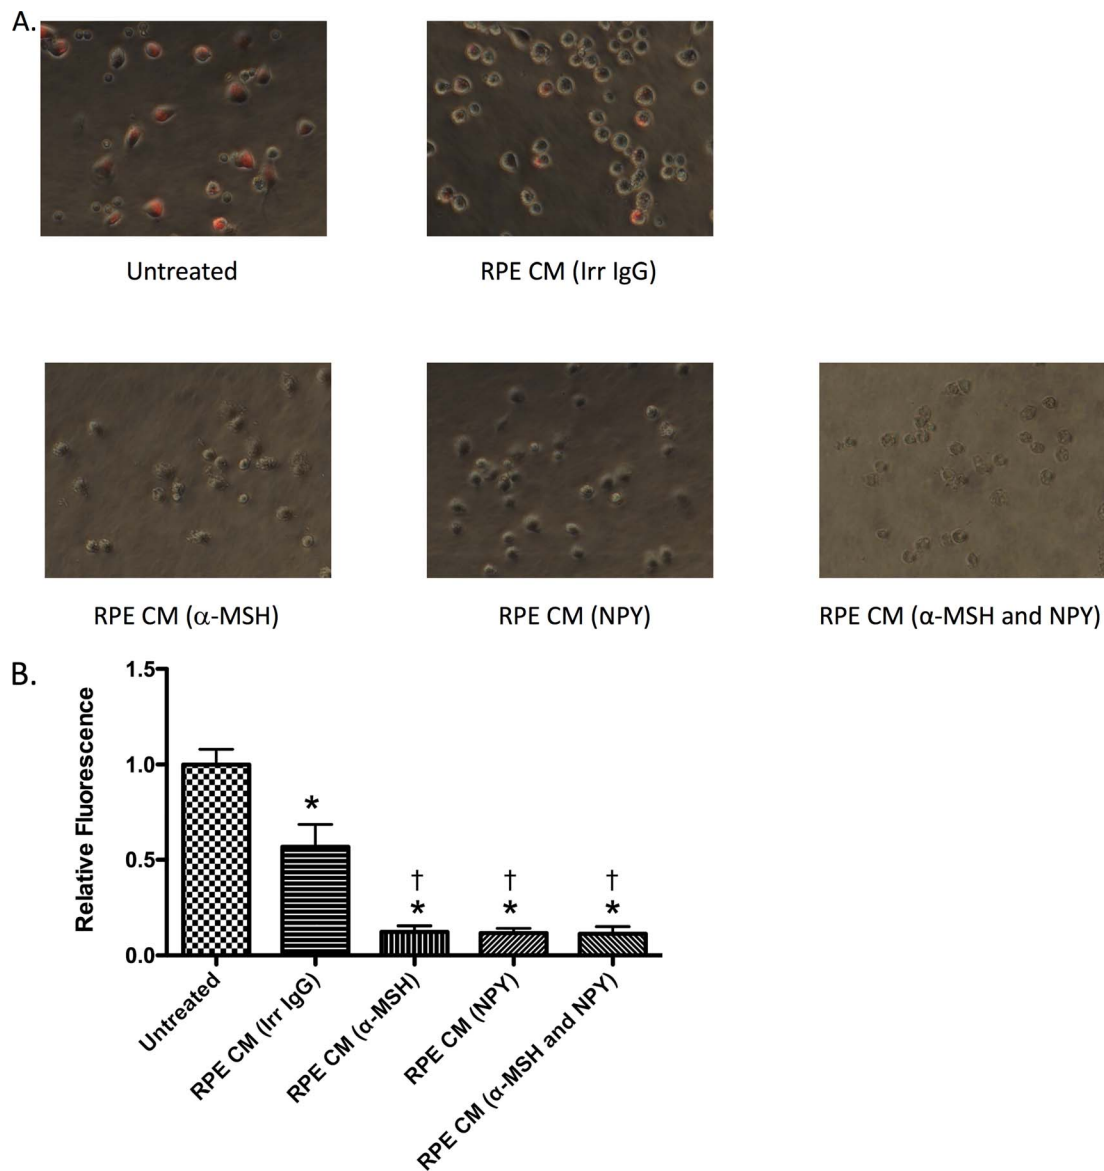 A.
Untreated
RPE CM (Irr IgG)
RPE CM (α-MSH)
RPE CM (NPY)
RPE CM (α-MSH and NPY)
B.
Relative Fluorescence
1.5
1.0
0.5
0.0
*
†
*
†
*
†
*
Untreated
RPE CM (Irr IgG)
RPE CM (α-MSH)
RPE CM (NPY)
RPE CM (α-MSH and NPY)